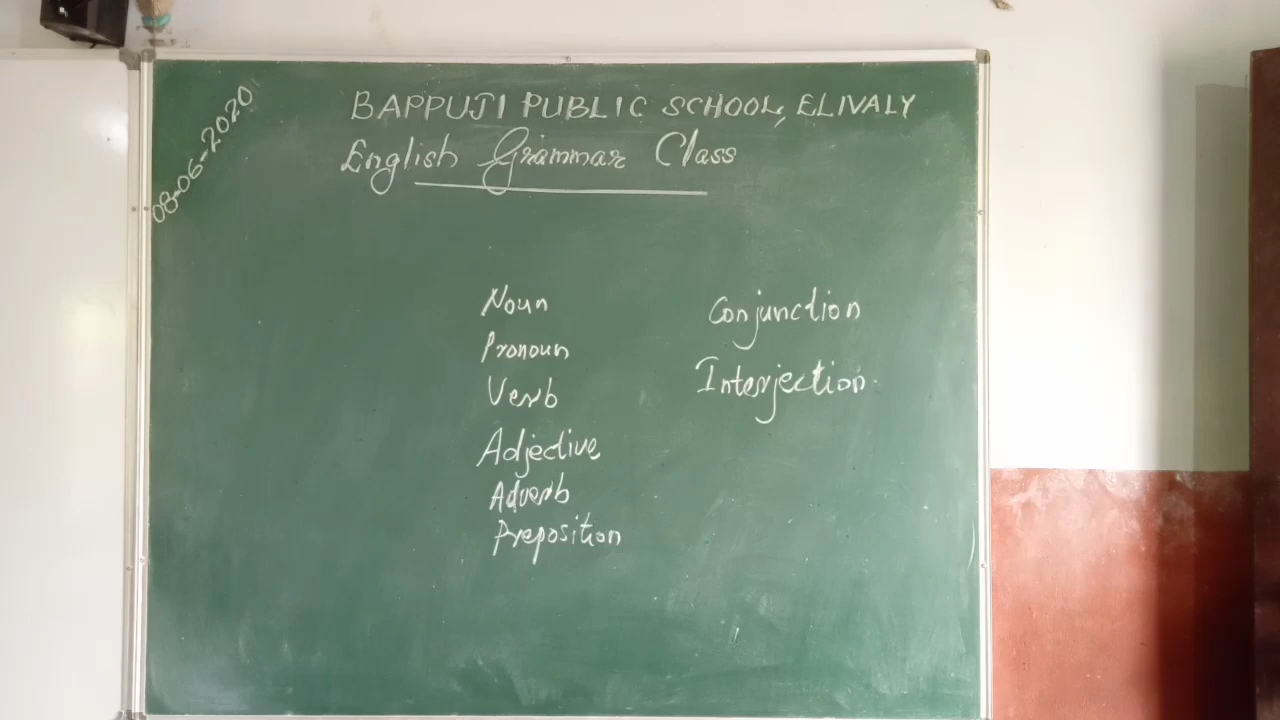 08-06-2020
BAPPUJI PUBLIC SCHOOL, ELIVALY
English Grammar Class
Noun
Pronoun
Verb
Adjective
Adverb
Preposition
Conjunction
Interjection.